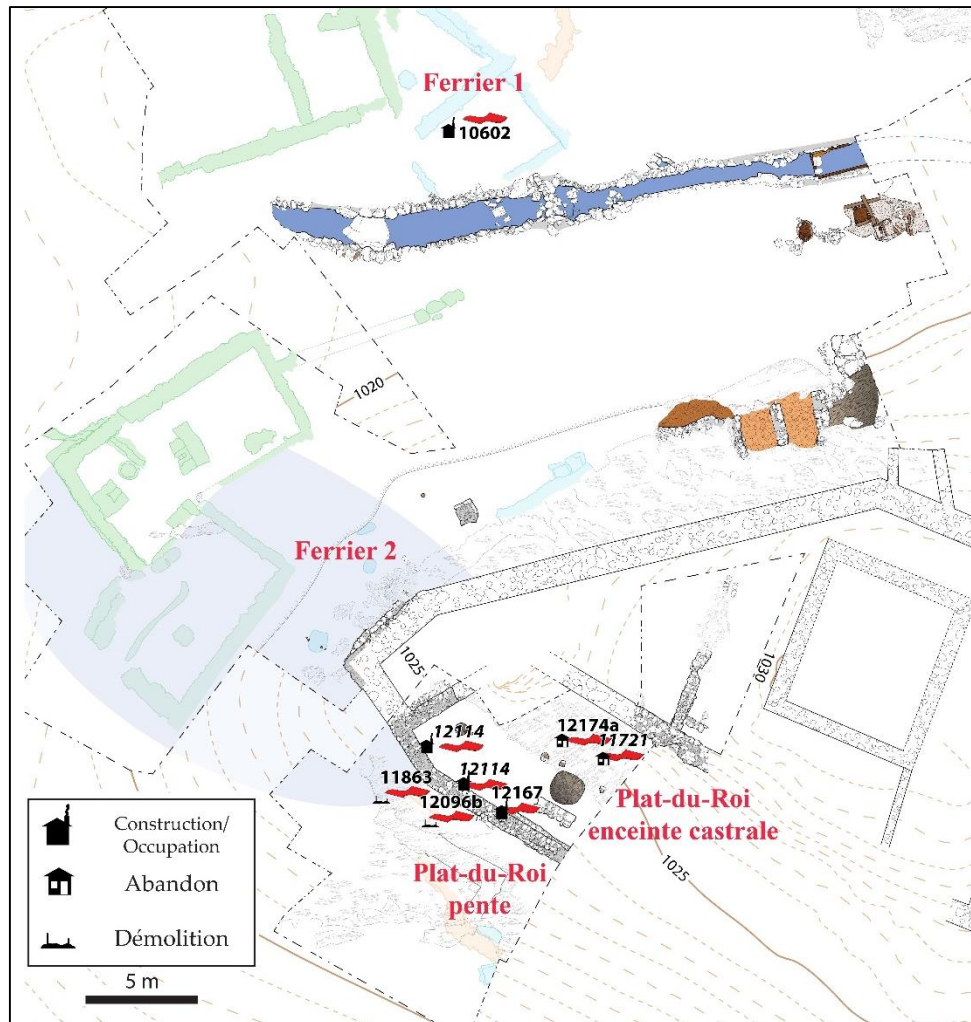 Ferrier 1
10602
1020
Ferrier 2
1025
1030
12114
12174a
11721
12114
11863
12167
12096b
Plat-du-Roi
enceinte castrale
Plat-du-Roi
pente
1025
Construction/
Occupation
Abandon
Démolition
5 m